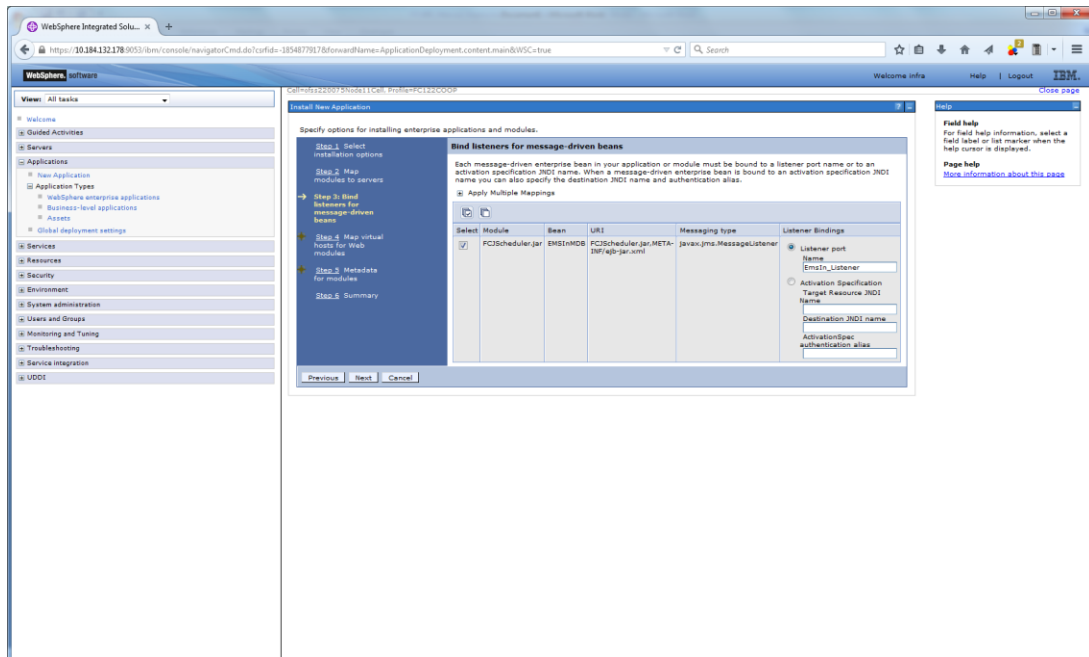 WebSphere Integrated Solu... × +
https://10.184.132.178:9053/ibm/console/navigatorCmd.do?csrfid=-1854877917&forwardName=ApplicationDeployment.content.main&WSC=true
Search
WebSphere. software
Welcome infra
Help | Logout
IBM.
View: All tasks
Welcome
Guided Activities
Servers
Applications
New Application
Application Types
WebSphere enterprise applications
Business-level applications
Assets
Global deployment settings
Services
Resources
Security
Environment
System administration
Users and Groups
Monitoring and Tuning
Troubleshooting
Service integration
UDDI
Close page
Install New Application
Specify options for installing enterprise applications and modules.
Step 1 Select
installation options
Step 2 Map
modules to servers
Step 3: Bind
listeners for
message-driven
beans
Step 4 Map virtual
hosts for Web
modules
Step 5 Metadata
for modules
Step 6 Summary
Bind listeners for message-driven beans
Each message-driven enterprise bean in your application or module must be bound to a listener port name or to an
activation specification JNDI name. When a message-driven enterprise bean is bound to an activation specification JNDI
name you can also specify the destination JNDI name and authentication alias.
Apply Multiple Mappings
Select Module Bean URI Messaging type Listener Bindings
FCJScheduler.jar EMSInMDB FCJScheduler.jar,META-INF/ejb-jar.xml javax.jms.MessageListener
Listener port
Name
EmsIn_Listener
Activation Specification
Target Resource JNDI
Name
Destination JNDI name
ActivationSpec
authentication alias
Previous Next Cancel
Help
Field help
For field help information, select a
field label or list marker when the
help cursor is displayed.
Page help
More information about this page